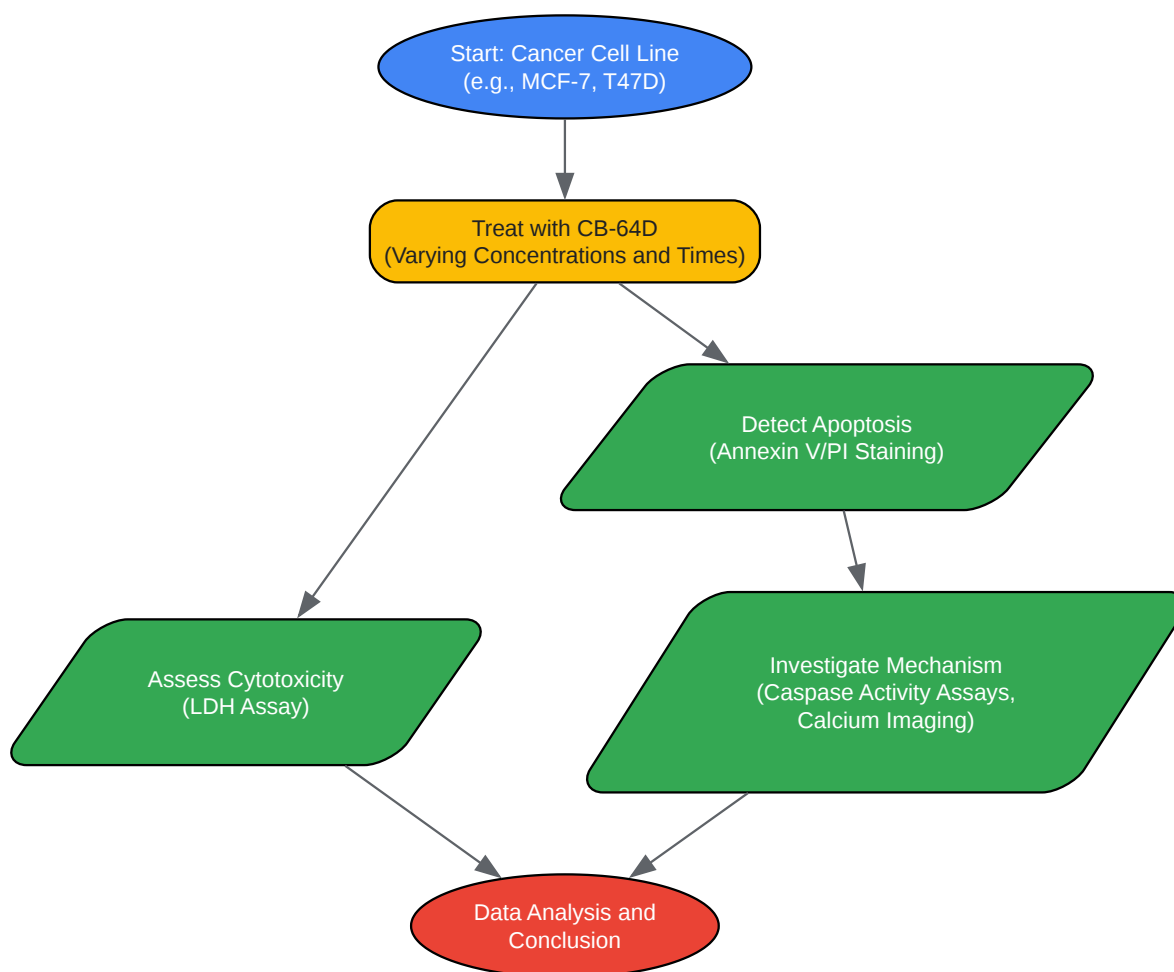 Start: Cancer Cell Line
(e.g., MCF-7, T47D)
Treat with CB-64D
(Varying Concentrations and Times)
Detect Apoptosis
(Annexin V/PI Staining)
Assess Cytotoxicity
(LDH Assay)
Investigate Mechanism
(Caspase Activity Assays,
Calcium Imaging)
Data Analysis and
Conclusion